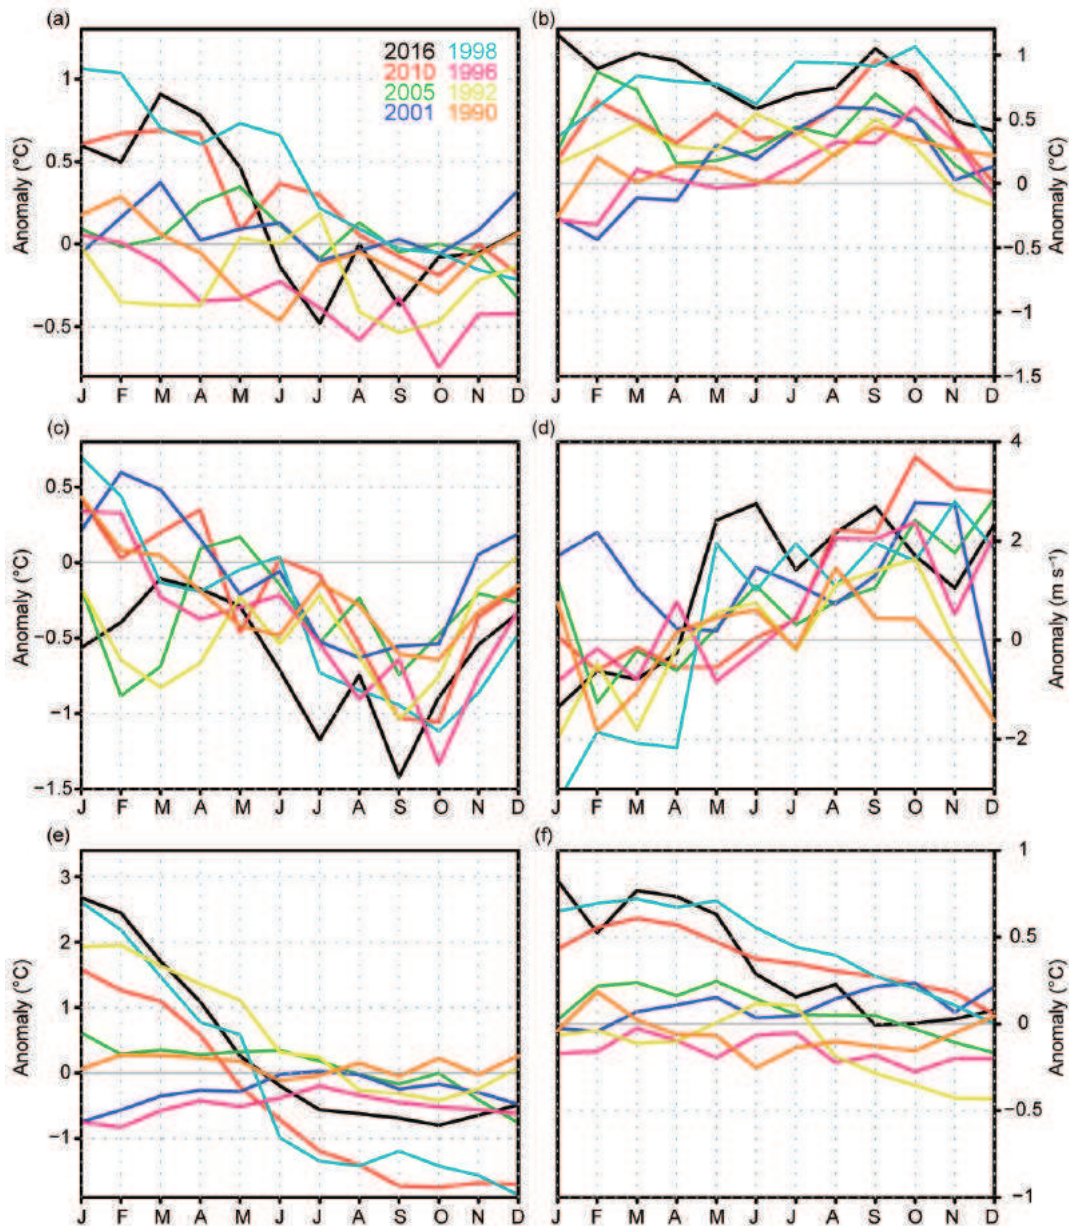 (a)
(b)
2016 1998
2010 1996
2005 1992
2001 1990
1
0.5
0
−0.5
Anomaly (°C)
J F M A M J J A S O N D
1
0.5
0
−0.5
−1
−1.5
Anomaly (°C)
J F M A M J J A S O N D
(c)
(d)
0.5
0
−0.5
−1
−1.5
Anomaly (°C)
J F M A M J J A S O N D
4
2
0
−2
Anomaly (m s⁻¹)
J F M A M J J A S O N D
(e)
(f)
3
2
1
0
−1
Anomaly (°C)
J F M A M J J A S O N D
1
0.5
0
−0.5
−1
Anomaly (°C)
J F M A M J J A S O N D